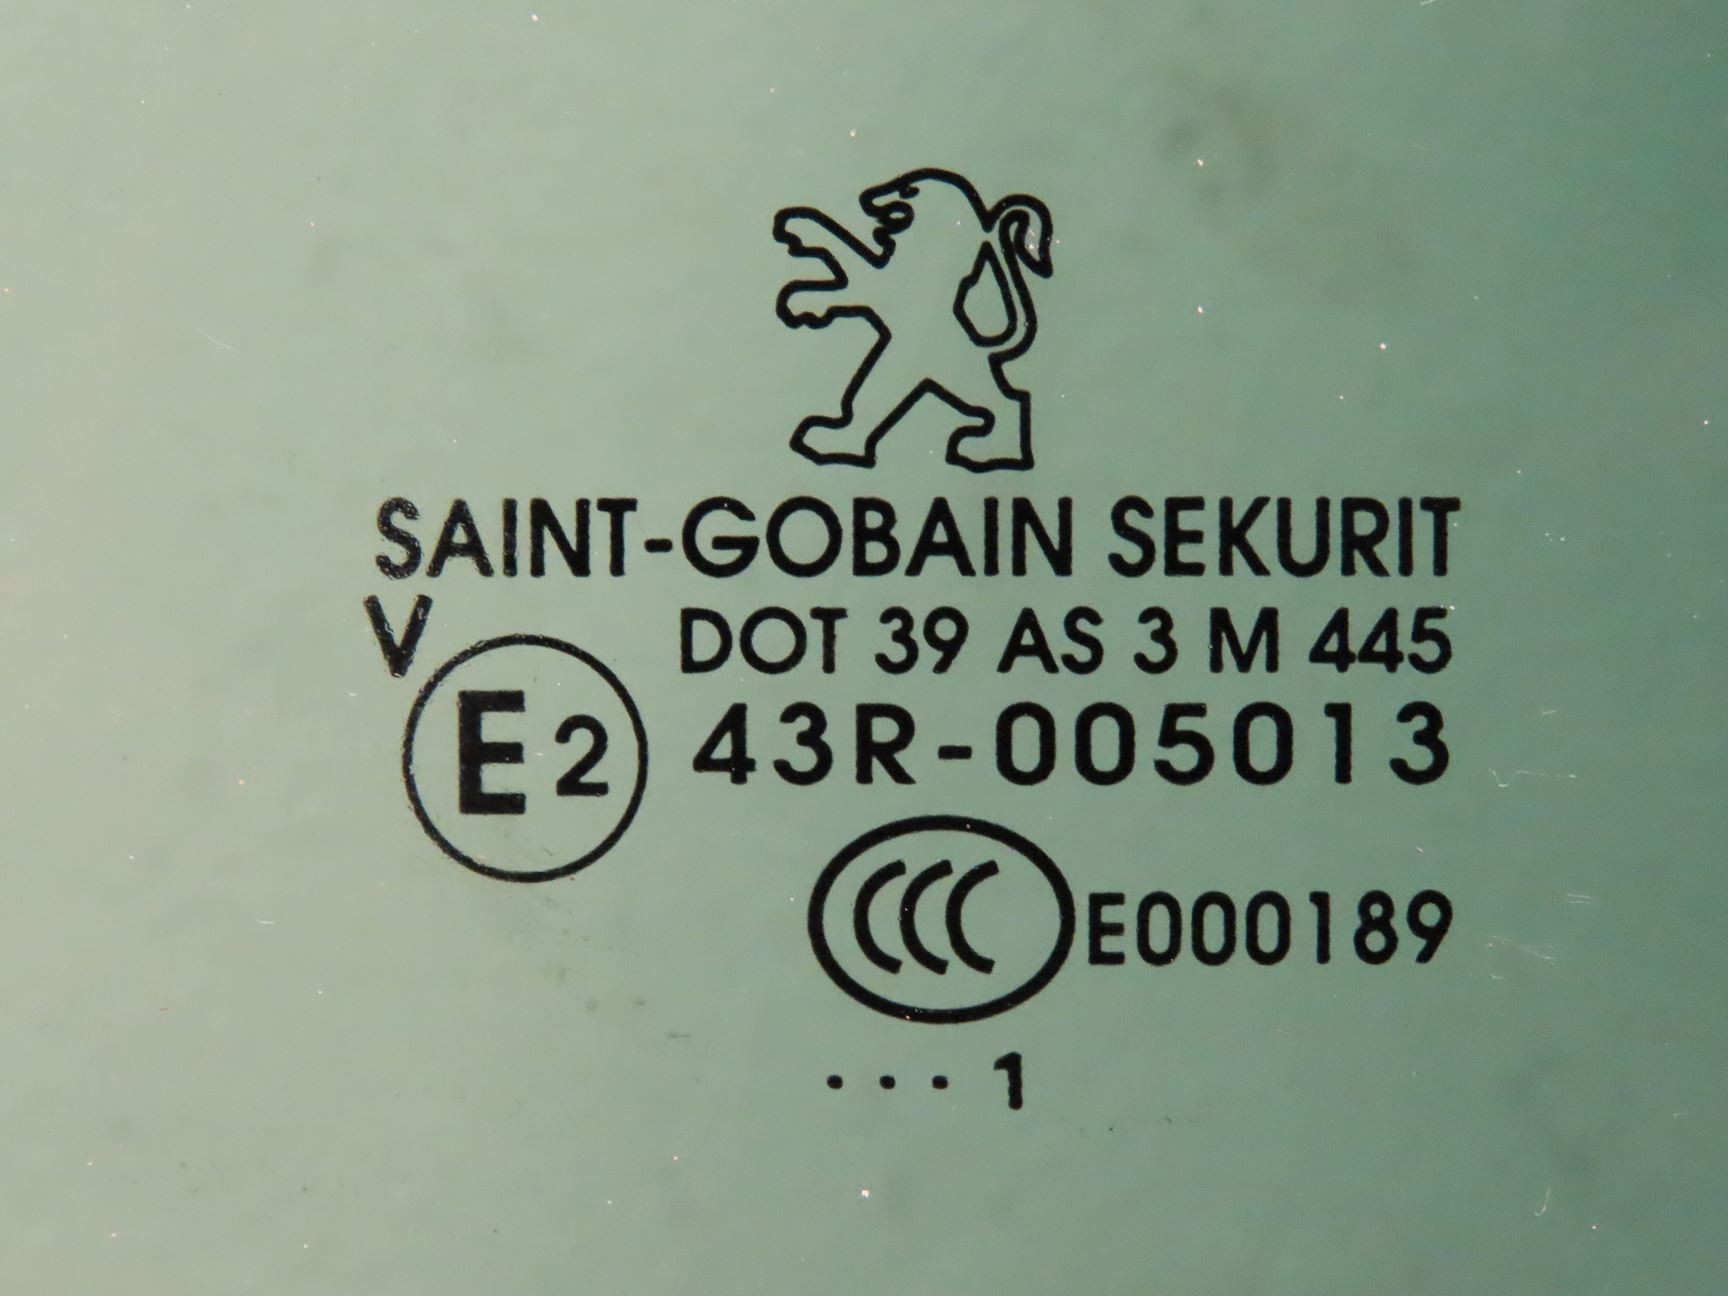 SAINT-GOBAIN SEKURIT
V
DOT 39 AS 3 M 445
E2 43R-005013
CCC E000189
... 1